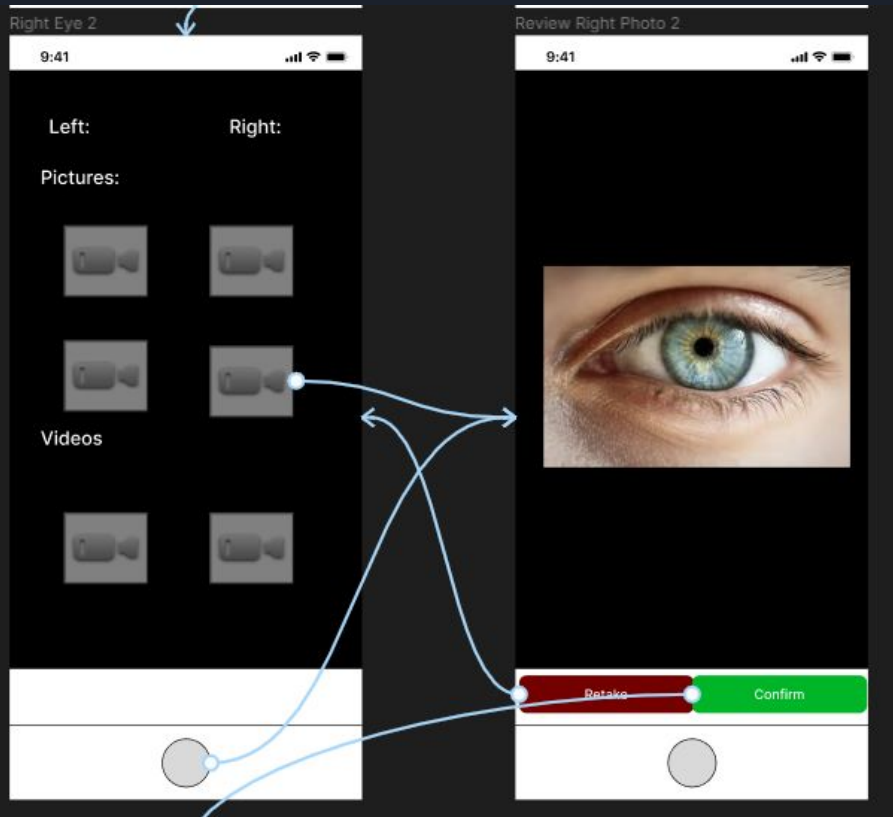 Right Eye 2
9:41
Left:
Right:
Pictures:
Videos
Review Right Photo 2
9:41
Retake
Confirm